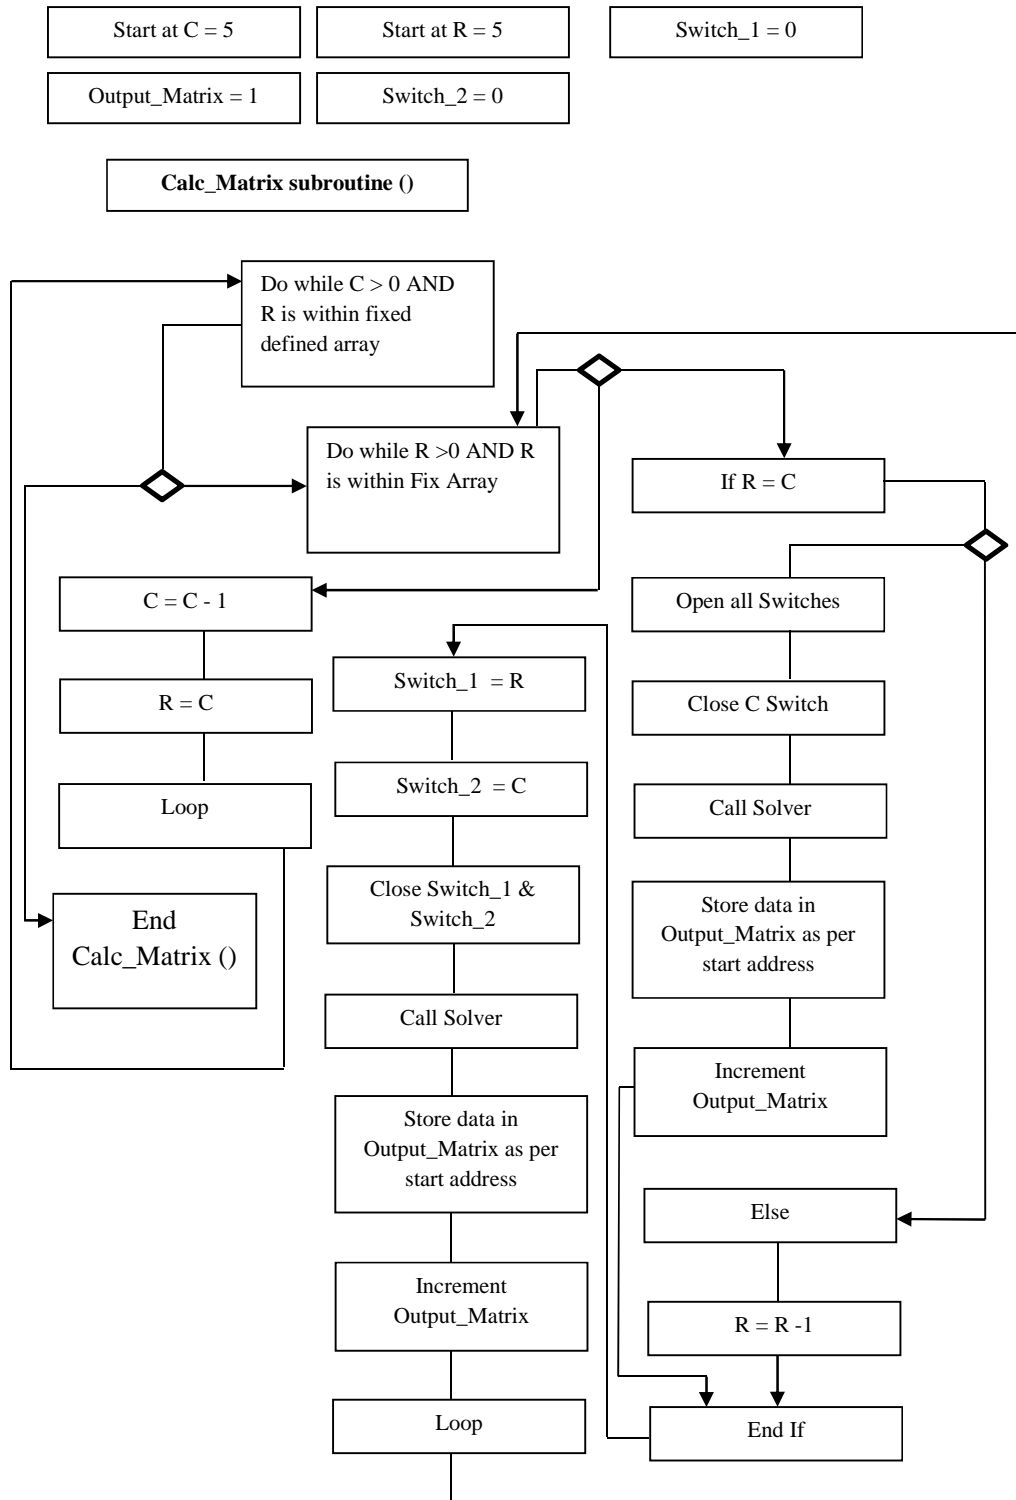 Start at C = 5
Start at R = 5
Switch_1 = 0
Output_Matrix = 1
Switch_2 = 0
Calc_Matrix subroutine ()
Do while C > 0 AND
R is within fixed
defined array
Do while R >0 AND R
is within Fix Array
If R = C
C = C - 1
Open all Switches
Switch_1  = R
R = C
Close C Switch
Switch_2  = C
Loop
Call Solver
Close Switch_1 &
Switch_2
End
Calc_Matrix ()
Store data in
Output_Matrix as per
start address
Call Solver
Increment
Output_Matrix
Store data in
Output_Matrix as per
start address
Else
Increment
Output_Matrix
R = R -1
Loop
End If